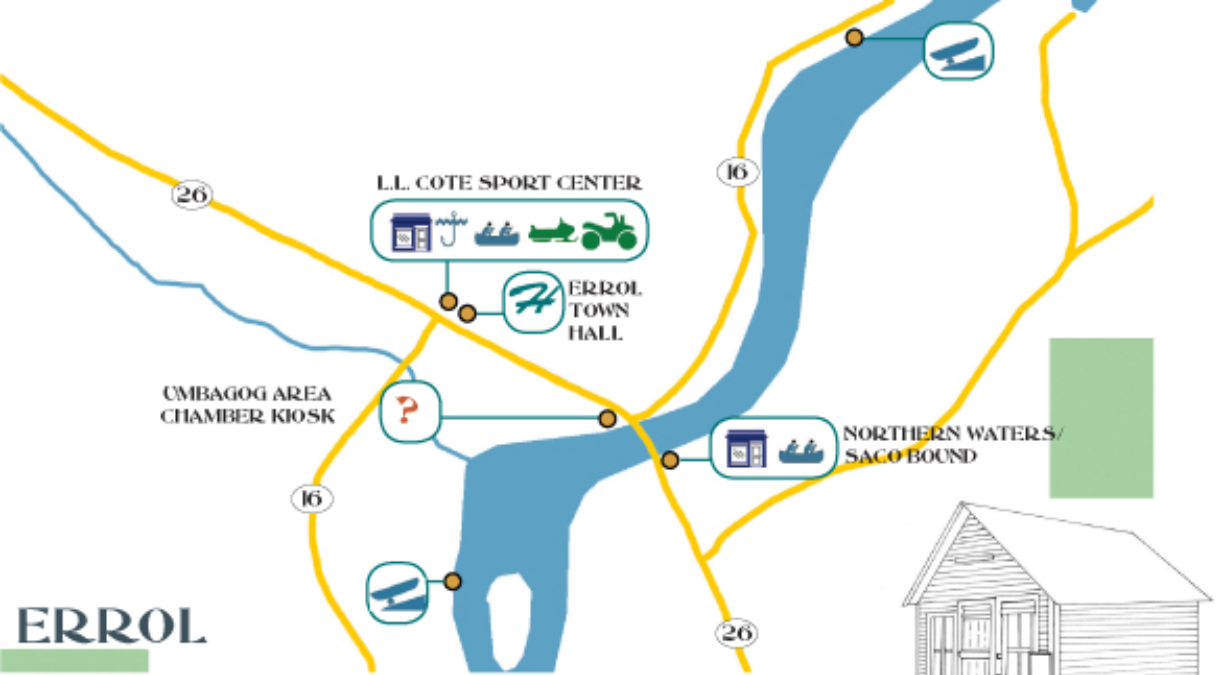 26
L.L. COTE SPORT CENTER
16
H
ERROL
TOWN
HALL
UMBAGOG AREA
CHAMBER KIOSK
?
NORTHERN WATERS/
SACO BOUND
16
ERROL
26